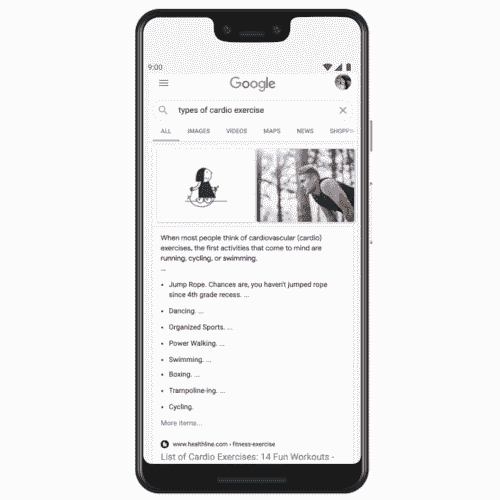 9:00
Google
types of cardio exercise
ALL IMAGES VIDEOS MAPS NEWS SHOPPIN
When most people think of cardiovascular (cardio)
exercises, the first activities that come to mind are
running, cycling, or swimming.
...
• Jump Rope. Chances are, you haven't jumped rope
since 4th grade recess. ...
• Dancing. ...
• Organized Sports. ...
• Power Walking. ...
• Swimming. ...
• Boxing. ...
• Trampoline-ing. ...
• Cycling.
More items...
www.healthline.com › fitness-exercise
List of Cardio Exercises: 14 Fun Workouts -